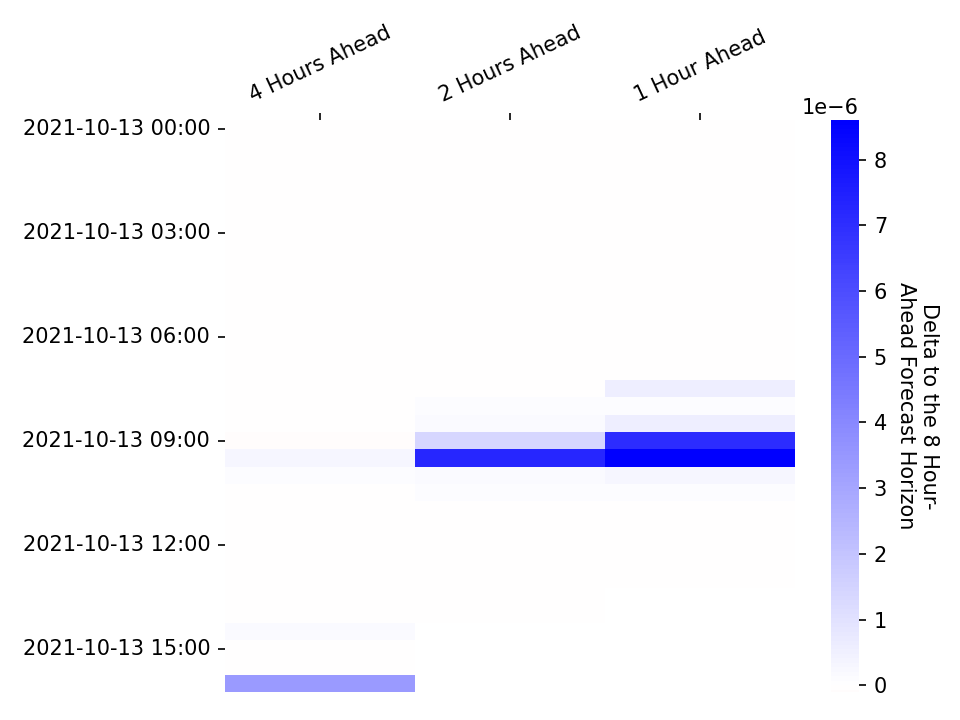 4 Hours Ahead
2 Hours Ahead
1 Hour Ahead
1e−6
2021-10-13 00:00
2021-10-13 03:00
2021-10-13 06:00
2021-10-13 09:00
2021-10-13 12:00
2021-10-13 15:00
8
7
6
5
4
3
2
1
0
Delta to the 8 Hour-
Ahead Forecast Horizon